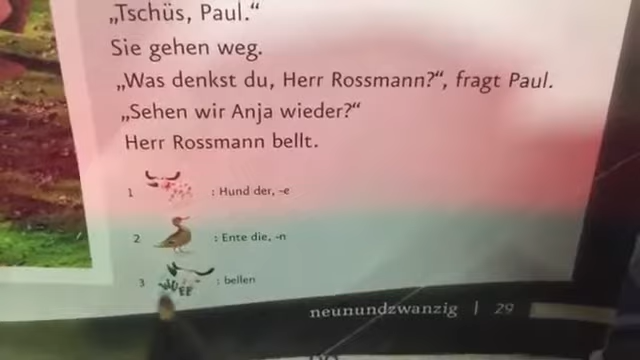 „Tschüs, Paul.“
Sie gehen weg.
„Was denkst du, Herr Rossmann?“, fragt Paul.
„Sehen wir Anja wieder?“
Herr Rossmann bellt.
1 : Hund der, -e
2 : Ente die, -n
3 : bellen
neunundzwanzig | 29